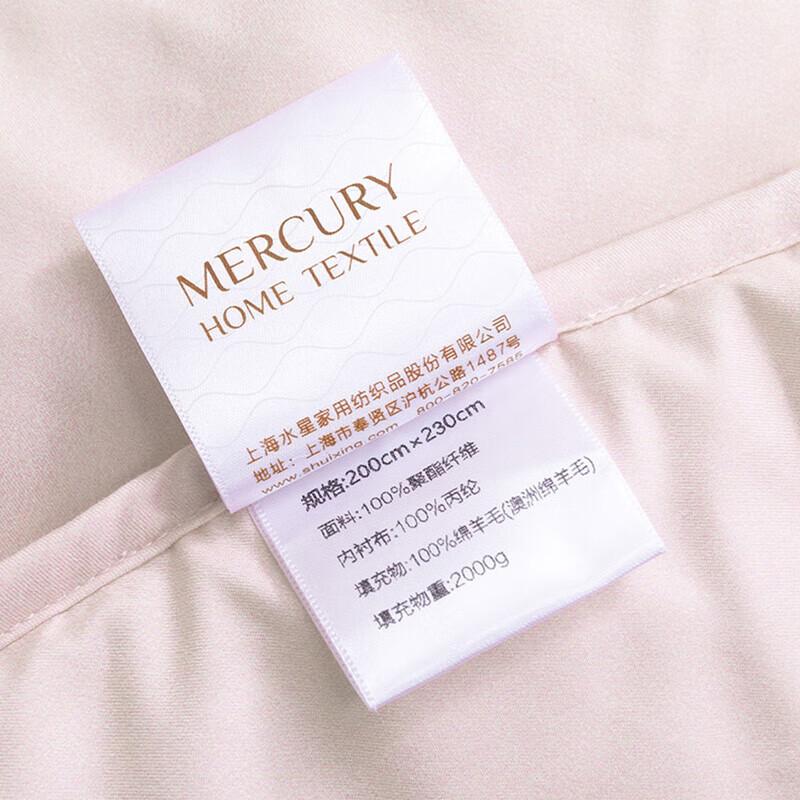 MERCURY
HOME TEXTILE
上海水星家用纺织品股份有限公司
地址：上海市奉贤区沪杭公路1487号
www.shuixing.com 800-820-7585
规格:200cm×230cm
面料:100%聚酯纤维
内衬布:100%丙纶
填充物:100%绵羊毛(澳洲绵羊毛)
填充物重:2000g